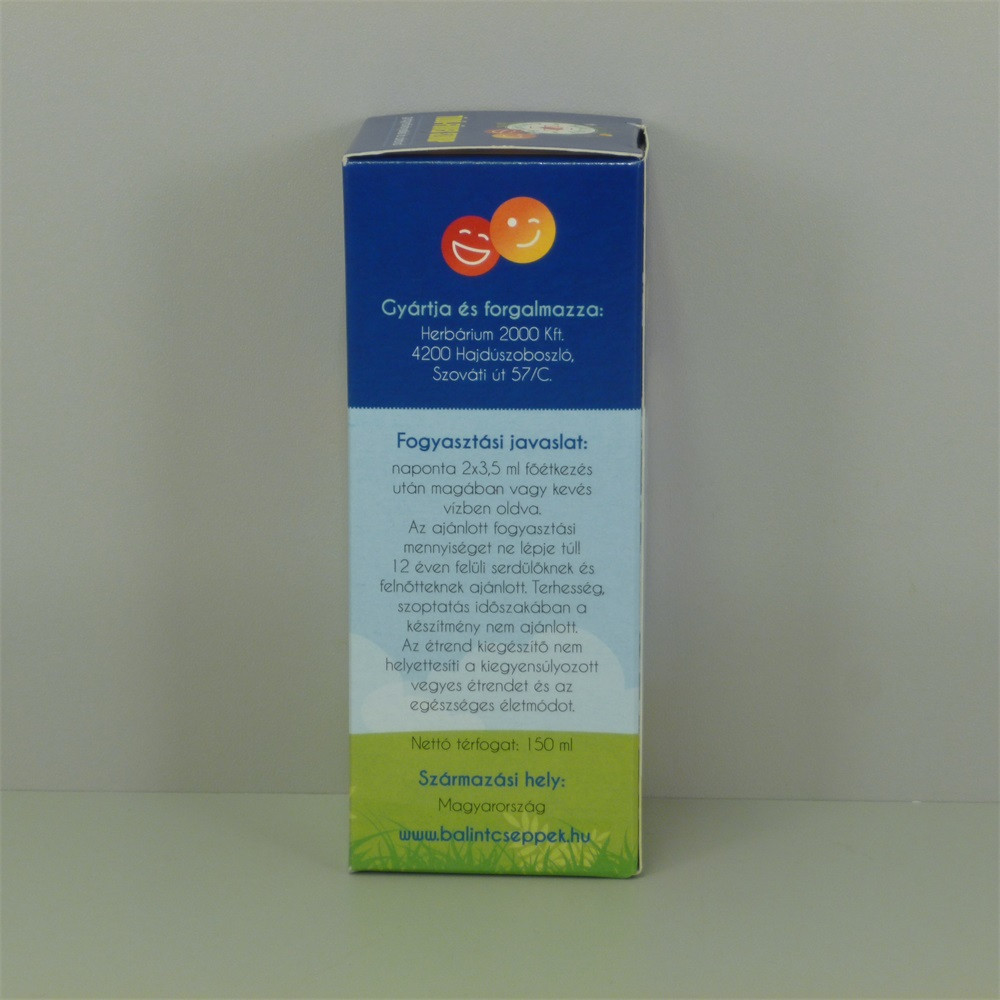 Gyártja és forgalmazza:
Herbárium 2000 Kft.
4200 Hajdúszoboszló,
Szováti út 57/C.
Fogyasztási javaslat:
naponta 2x3,5 ml főétkezés
után magában vagy kevés
vízben oldva.
Az ajánlott fogyasztási
mennyiséget ne lépje túl!
12 éven felüli serdülőknek és
felnőtteknek ajánlott. Terhesség,
szoptatás időszakában a
készítmény nem ajánlott.
Az étrend kiegészítő nem
helyettesíti a kiegyensúlyozott
vegyes étrendet és az
egészséges életmódot.
Nettó térfogat: 150 ml
Származási hely:
Magyarország
www.balintcseppek.hu